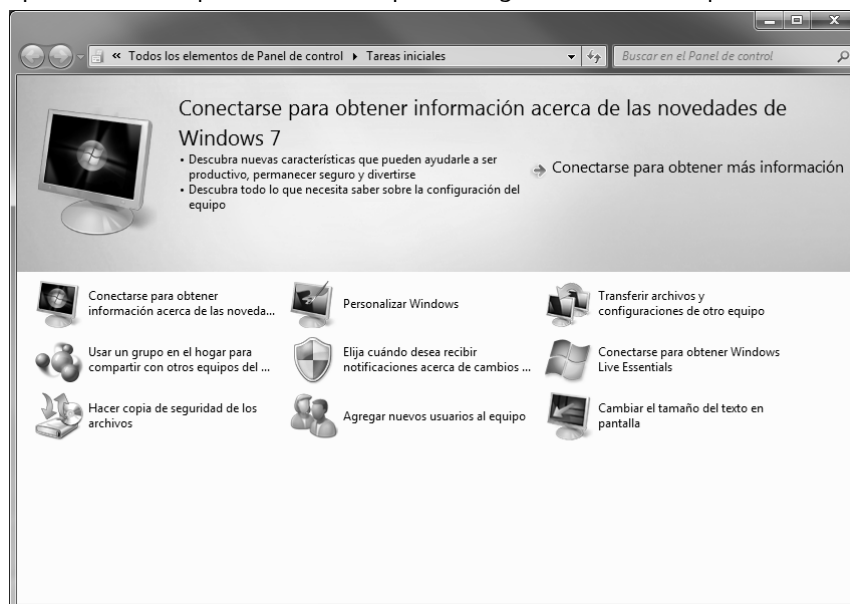 « Todos los elementos de Panel de control ▸ Tareas iniciales
Buscar en el Panel de control
Conectarse para obtener información acerca de las novedades de
Windows 7
• Descubra nuevas características que pueden ayudarle a ser
productivo, permanecer seguro y divertirse
• Descubra todo lo que necesita saber sobre la configuración del
equipo
Conectarse para obtener más información
Conectarse para obtener
información acerca de las noveda...
Personalizar Windows
Transferir archivos y
configuraciones de otro equipo
Usar un grupo en el hogar para
compartir con otros equipos del ...
Elija cuándo desea recibir
notificaciones acerca de cambios ...
Conectarse para obtener Windows
Live Essentials
Hacer copia de seguridad de los
archivos
Agregar nuevos usuarios al equipo
Cambiar el tamaño del texto en
pantalla